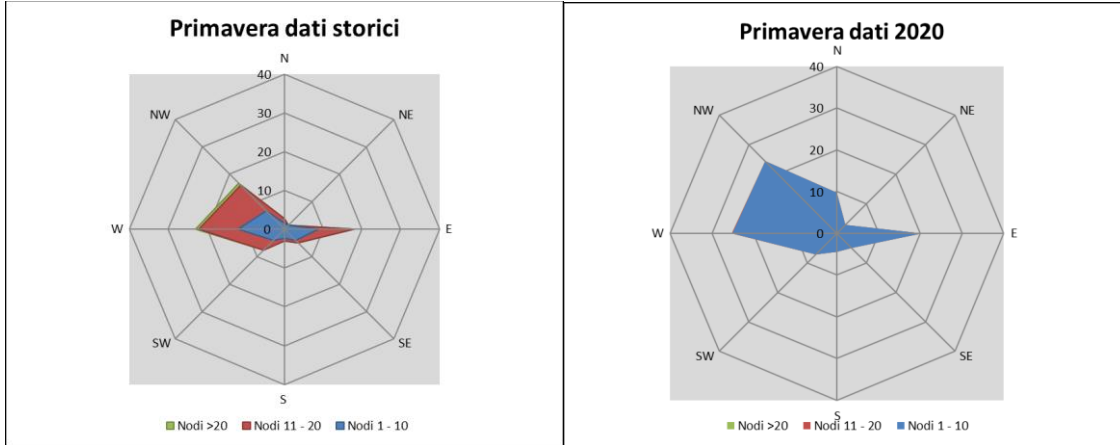 Primavera dati storici
N
40
NW
NE
30
20
10
W
0
E
SW
SE
S
Nodi >20 Nodi 11 - 20 Nodi 1 - 10
Primavera dati 2020
N
40
NW
NE
30
20
10
W
0
E
SW
SE
S
Nodi >20 Nodi 11 - 20 Nodi 1 - 10